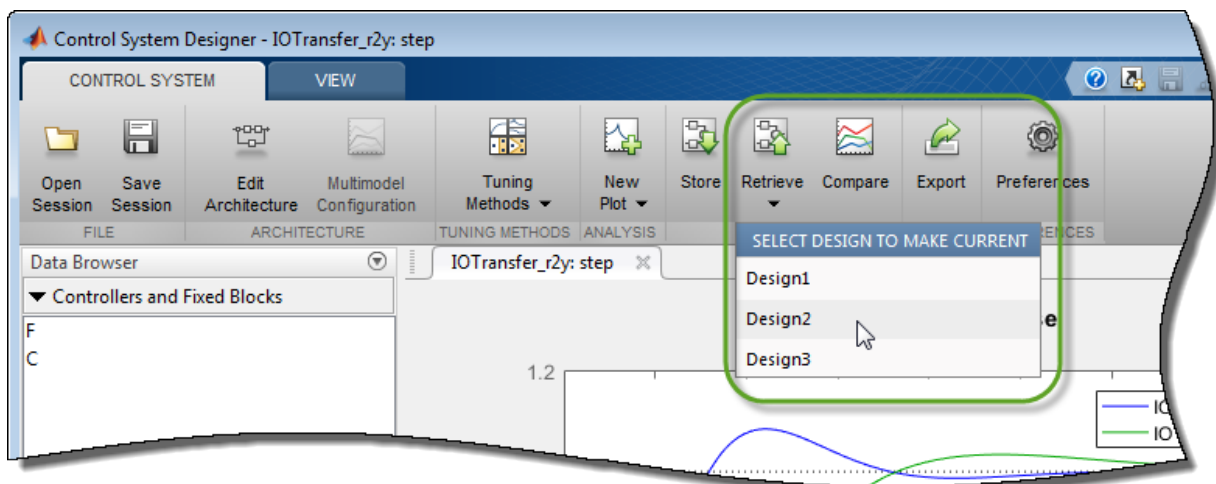 Control System Designer - IOTransfer_r2y: step
CONTROL SYSTEM
VIEW
Open Session
Save Session
Edit Architecture
Multimodel Configuration
Tuning Methods
New Plot
Store
Retrieve
Compare
Export
Preferences
FILE
ARCHITECTURE
TUNING METHODS
ANALYSIS
SELECT DESIGN TO MAKE CURRENT
Design1
Design2
Design3
Data Browser
IOTransfer_r2y: step
Controllers and Fixed Blocks
F
C
1.2
IO
IO